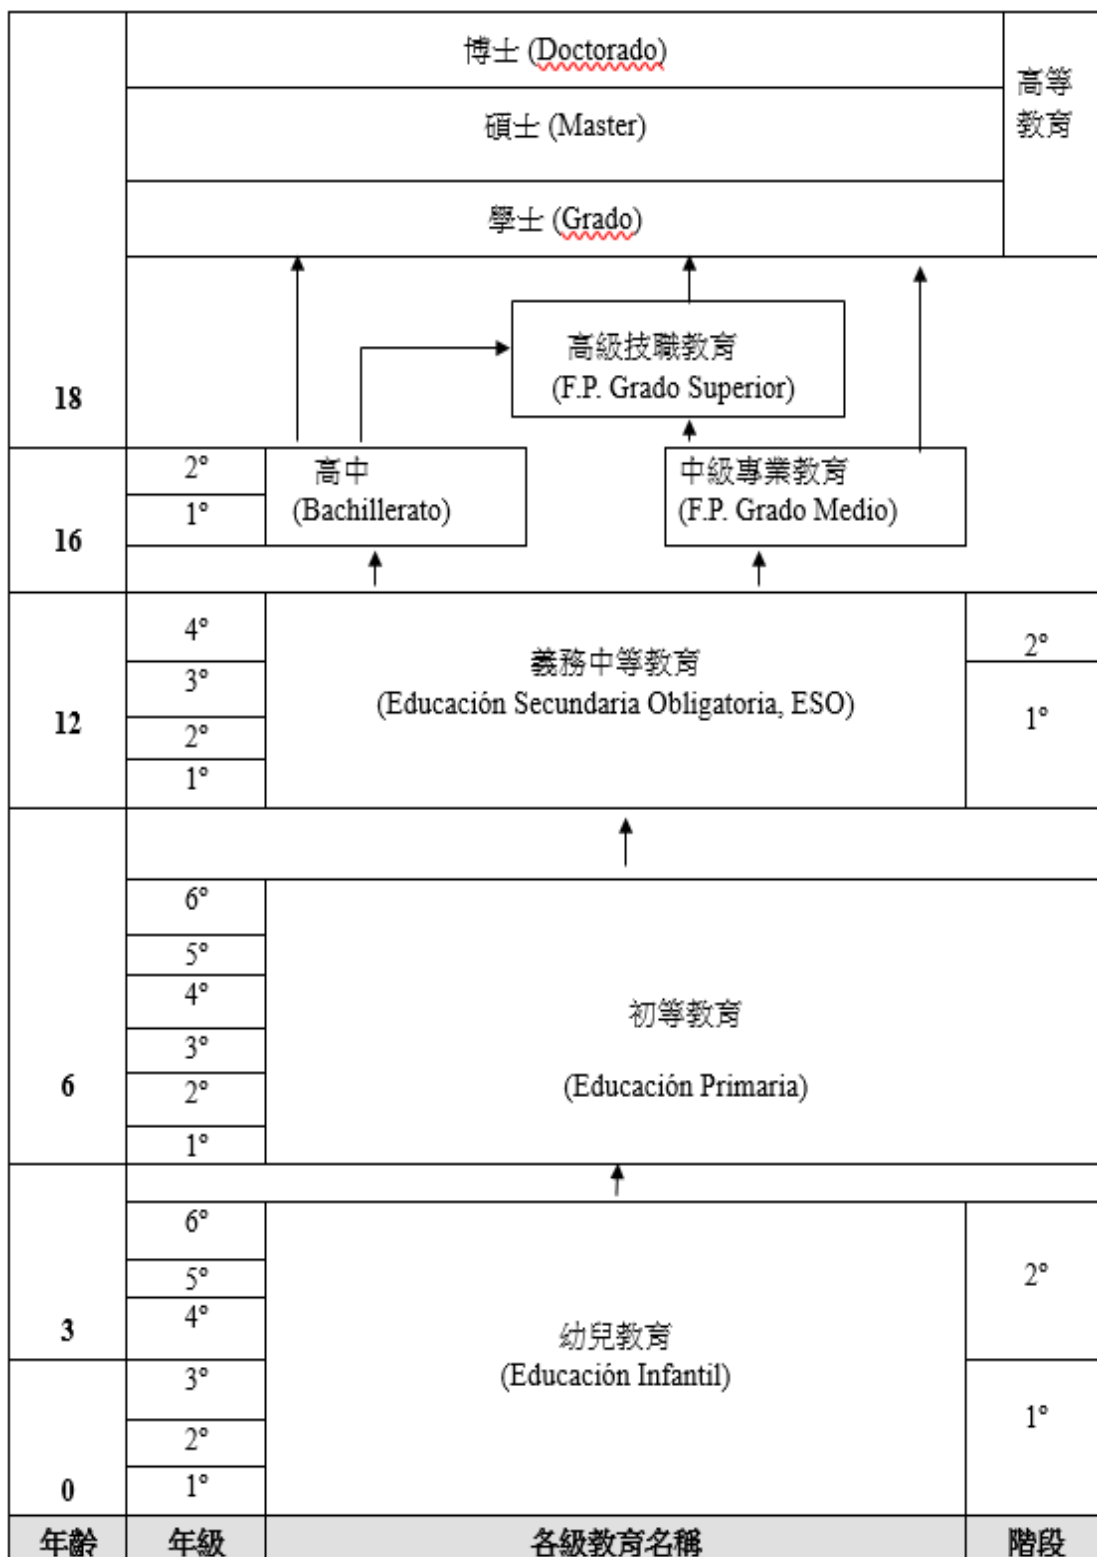 博士 (Doctorado)
高等
教育
碩士 (Master)
學士 (Grado)
高級技職教育
(F.P. Grado Superior)
18
2°
高中
中級專業教育
1°
(Bachillerato)
(F.P. Grado Medio)
16
4°
2°
義務中等教育
3°
(Educación Secundaria Obligatoria, ESO)
12
1°
2°
1°
6°
5°
4°
初等教育
3°
6
2°
(Educación Primaria)
1°
6°
5°
2°
4°
3
幼兒教育
3°
(Educación Infantil)
1°
2°
0
1°
年齡
年級
各級教育名稱
階段